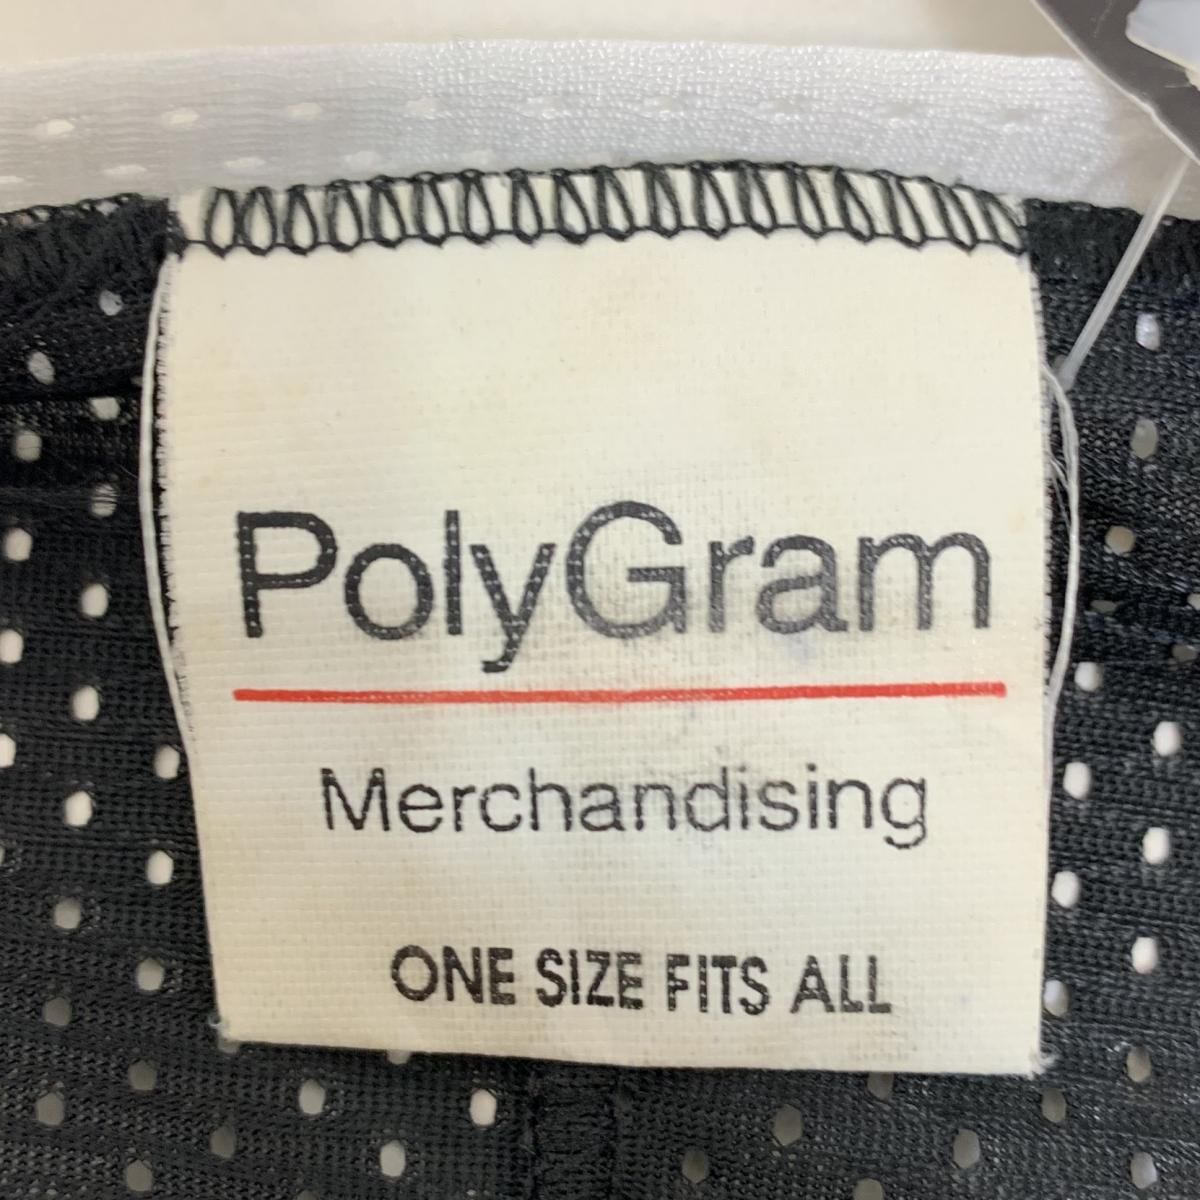 PolyGram
Merchandising
ONE SIZE FITS ALL